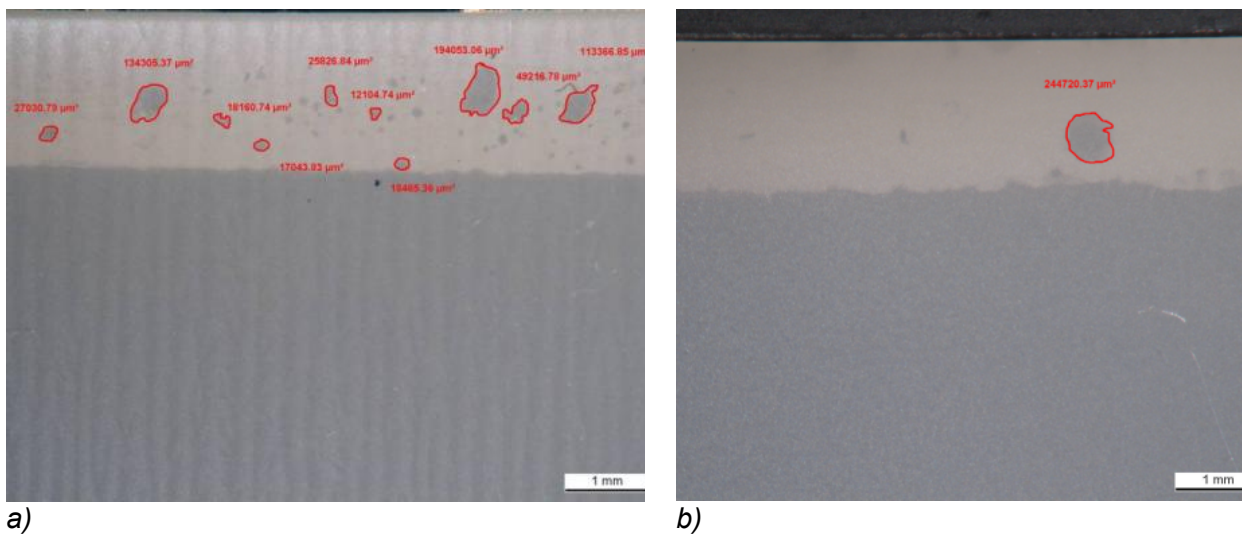 194053.06 µm²
113366.85 µm²
134305.37 µm²
25826.84 µm²
49216.78 µm²
12104.74 µm²
27030.79 µm²
18160.74 µm²
17043.93 µm²
18465.36 µm²
1 mm
a)
244720.37 µm²
1 mm
b)